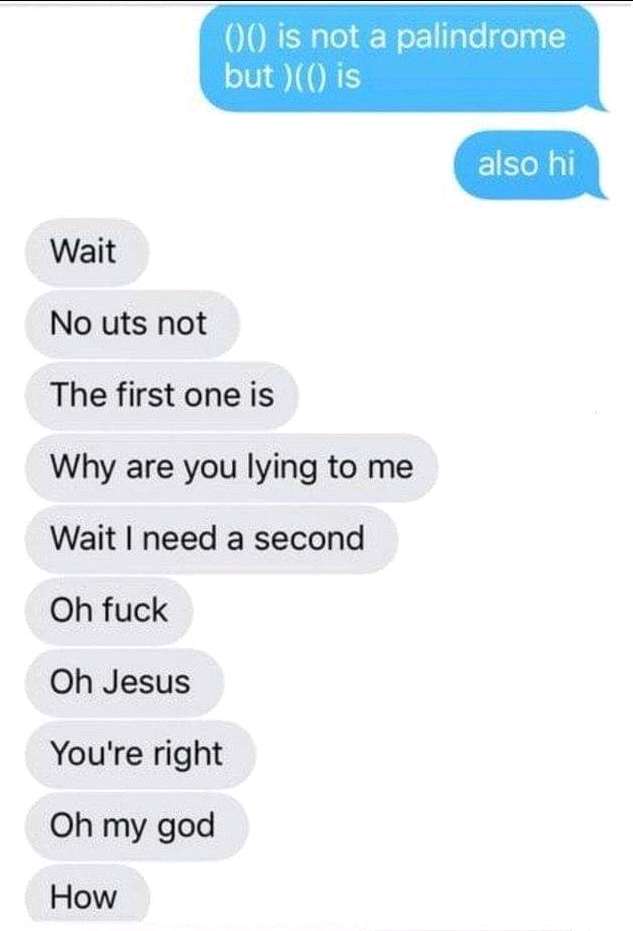 ()() is not a palindrome
but )(() is
also hi
Wait
No uts not
The first one is
Why are you lying to me
Wait I need a second
Oh fuck
Oh Jesus
You're right
Oh my god
How